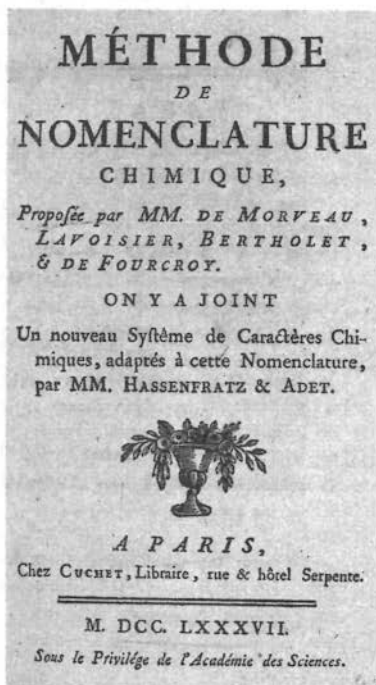 MÉTHODE
DE
NOMENCLATURE
CHIMIQUE,
Propoſée par MM. DE MORVEAU,
LAVOISIER, BERTHOLET,
& DE FOURCROY.
ON Y A JOINT
Un nouveau Syſtême de Caractères Chi-
miques, adaptés à cette Nomenclature,
par MM. HASSENFRATZ & ADET.
A PARIS,
Chez CUCHET, Libraire, rue & hôtel Serpente.
M. DCC. LXXXVII.
Sous le Privilége de l'Académie des Sciences.